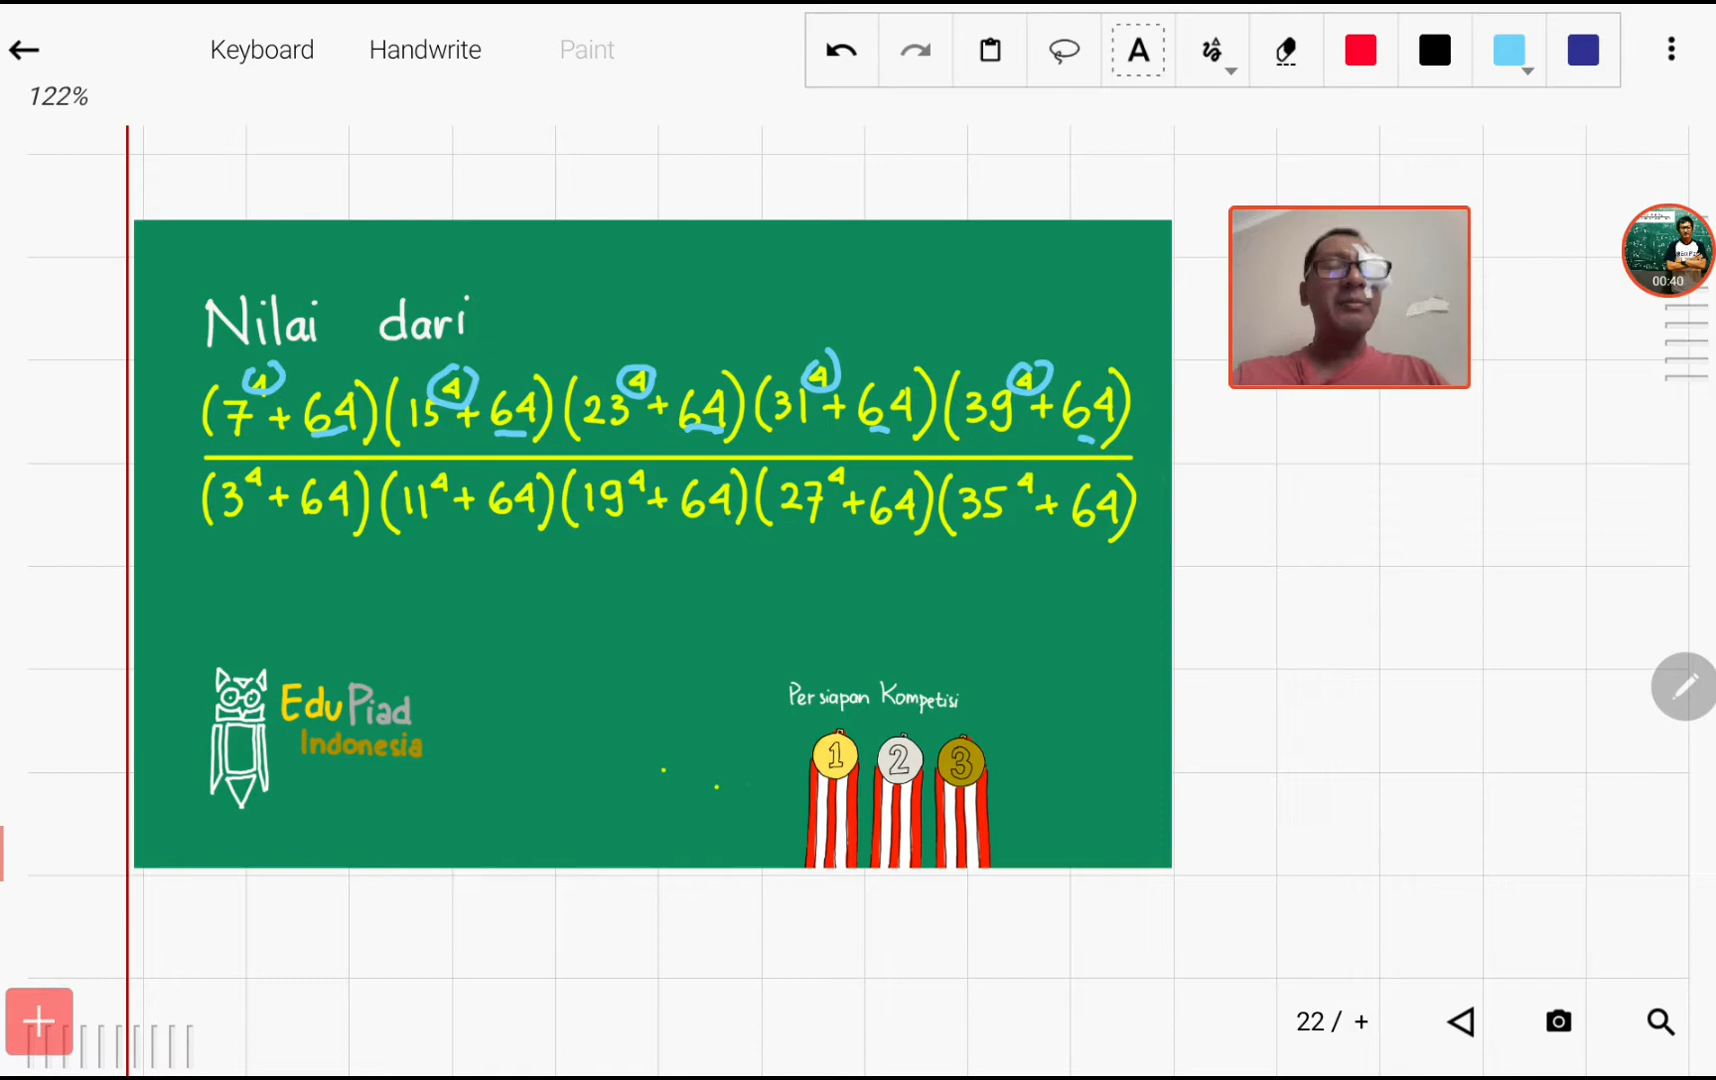 Keyboard Handwrite Paint A
122%
00:40
Nilai dari
(7⁴+64)(15⁴+64)(23⁴+64)(31⁴+64)(39⁴+64)
(3⁴+64)(11⁴+64)(19⁴+64)(27⁴+64)(35⁴+64)
Persiapan Kompetisi
EduPiad
Indonesia
1 2 3
22 / +